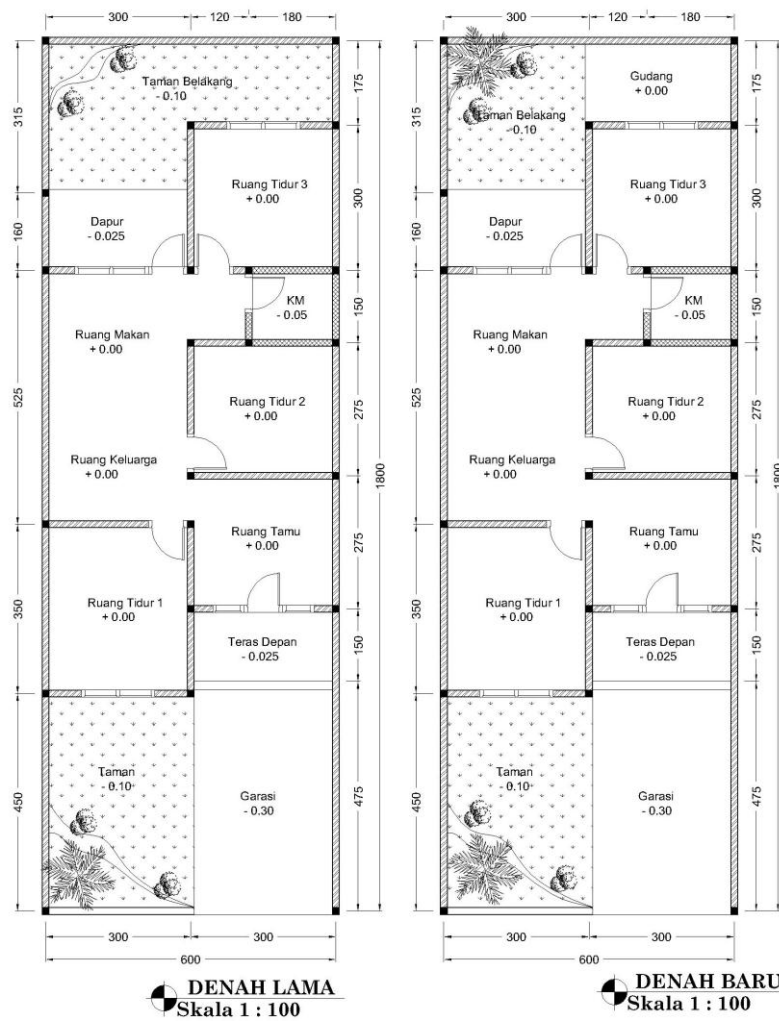 300
120
180
300
120
180
315
160
525
350
450
175
300
150
275
275
150
475
1800
Taman Belakang
- 0.10
Ruang Tidur 3
+ 0.00
Dapur
- 0.025
KM
- 0.05
Ruang Makan
+ 0.00
Ruang Tidur 2
+ 0.00
Ruang Keluarga
+ 0.00
Ruang Tamu
+ 0.00
Ruang Tidur 1
+ 0.00
Teras Depan
- 0.025
Taman
- 0.10
Garasi
- 0.30
300
300
600
DENAH LAMA
Skala 1 : 100
315
160
525
350
450
175
300
150
275
275
150
475
1800
Gudang
+ 0.00
Taman Belakang
- 0.10
Ruang Tidur 3
+ 0.00
Dapur
- 0.025
KM
- 0.05
Ruang Makan
+ 0.00
Ruang Tidur 2
+ 0.00
Ruang Keluarga
+ 0.00
Ruang Tamu
+ 0.00
Ruang Tidur 1
+ 0.00
Teras Depan
- 0.025
Taman
- 0.10
Garasi
- 0.30
300
300
600
DENAH BARU
Skala 1 : 100